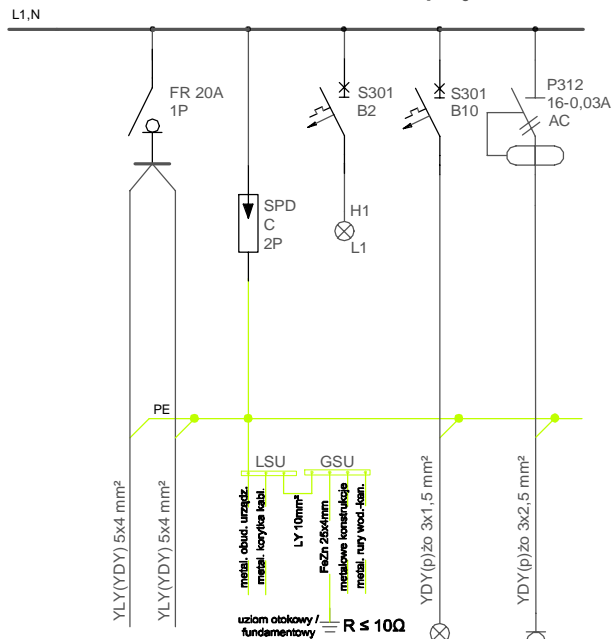 L1,N
FR 20A
1P
S301
B2
S301
B10
P312
16-0,03A
AC
SPD
C
2P
H1
L1
PE
LSU
GSU
YLY(YDY) 5x4 mm²
YLY(YDY) 5x4 mm²
metal. obud. urządz.
metal. korytka kabl.
LY 10mm²
FeZn 25x4mm
metalowe konstrukcje
metal. rury wod.-kan.
YDY(p)żo 3x1,5 mm²
YDY(p)żo 3x2,5 mm²
uziom otokowy /
fundamentowy
R ≤ 10Ω